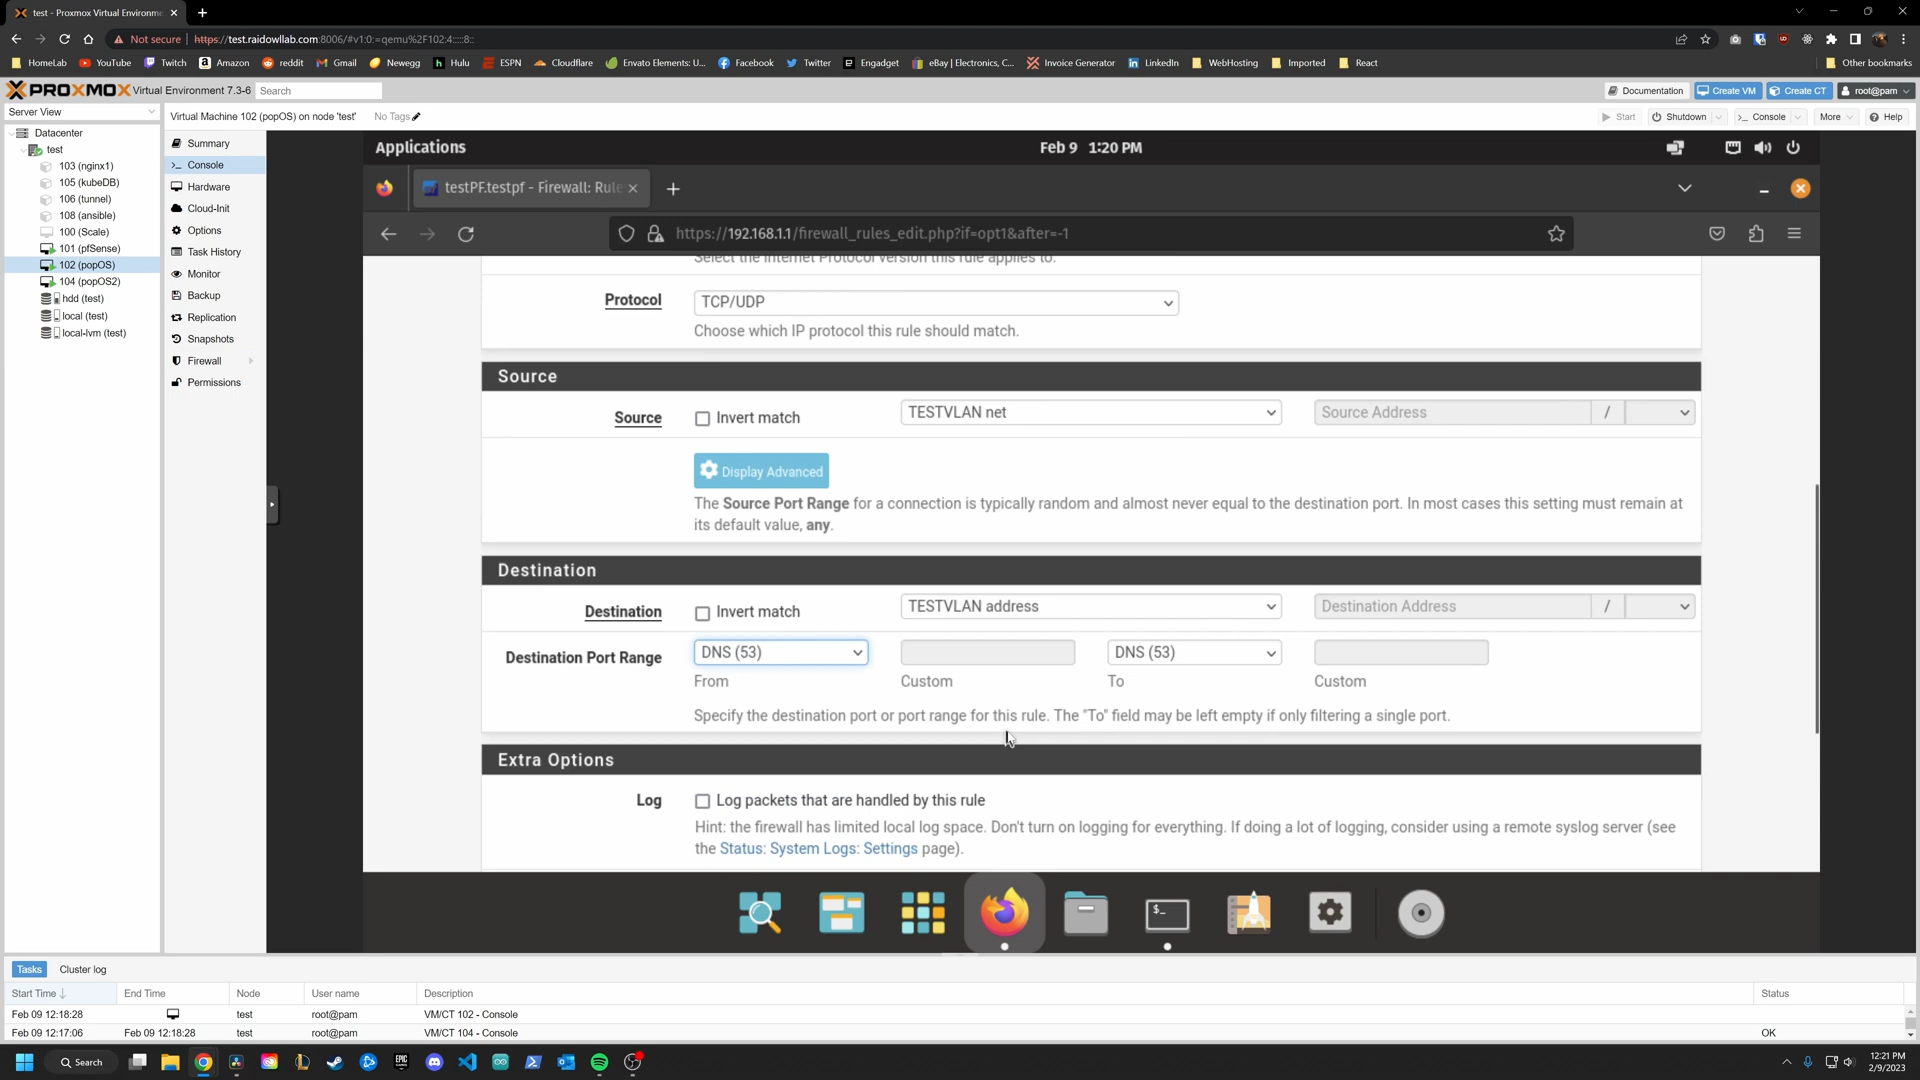 test - Proxmox Virtual Environme
Not secure https://test.raidowllab.com:8006/#v1:0:=qemu%2F102:4:::::8::
HomeLab YouTube Twitch Amazon reddit Gmail Newegg Hulu ESPN Cloudflare Envato Elements: U... Facebook Twitter Engadget eBay | Electronics, C... Invoice Generator LinkedIn WebHosting Imported React Other bookmarks
PROXMOX Virtual Environment 7.3-6 Search Documentation Create VM Create CT root@pam
Server View Virtual Machine 102 (popOS) on node 'test' No Tags Start Shutdown Console More Help
Datacenter
test
103 (nginx1)
105 (kubeDB)
106 (tunnel)
108 (ansible)
100 (Scale)
101 (pfSense)
102 (popOS)
104 (popOS2)
hdd (test)
local (test)
local-lvm (test)
Summary
Console
Hardware
Cloud-Init
Options
Task History
Monitor
Backup
Replication
Snapshots
Firewall
Permissions
Applications Feb 9 1:20 PM
testPF.testpf - Firewall: Rule
https://192.168.1.1/firewall_rules_edit.php?if=opt1&after=-1
Select the Internet Protocol version this rule applies to.
Protocol TCP/UDP
Choose which IP protocol this rule should match.
Source
Source Invert match TESTVLAN net Source Address /
Display Advanced
The Source Port Range for a connection is typically random and almost never equal to the destination port. In most cases this setting must remain at
its default value, any.
Destination
Destination Invert match TESTVLAN address Destination Address /
Destination Port Range DNS (53) DNS (53)
From Custom To Custom
Specify the destination port or port range for this rule. The "To" field may be left empty if only filtering a single port.
Extra Options
Log Log packets that are handled by this rule
Hint: the firewall has limited local log space. Don't turn on logging for everything. If doing a lot of logging, consider using a remote syslog server (see
the Status: System Logs: Settings page).
Tasks Cluster log
Start Time End Time Node User name Description Status
Feb 09 12:18:28 test root@pam VM/CT 102 - Console
Feb 09 12:17:06 Feb 09 12:18:28 test root@pam VM/CT 104 - Console OK
Search
12:21 PM
2/9/2023